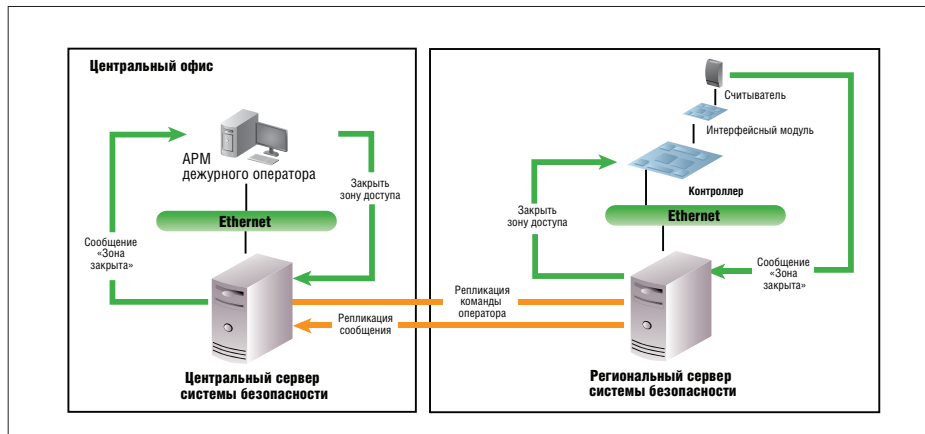 Центральный офис
АРМ
дежурного оператора
Закрыть
зону доступа
Ethernet
Сообщение
«Зона
закрыта»
Центральный сервер
системы безопасности
Репликация
команды
оператора
Репликация
сообщения
Считыватель
Интерфейсный модуль
Контроллер
Закрыть
зону доступа
Ethernet
Сообщение
«Зона
закрыта»
Региональный сервер
системы безопасности